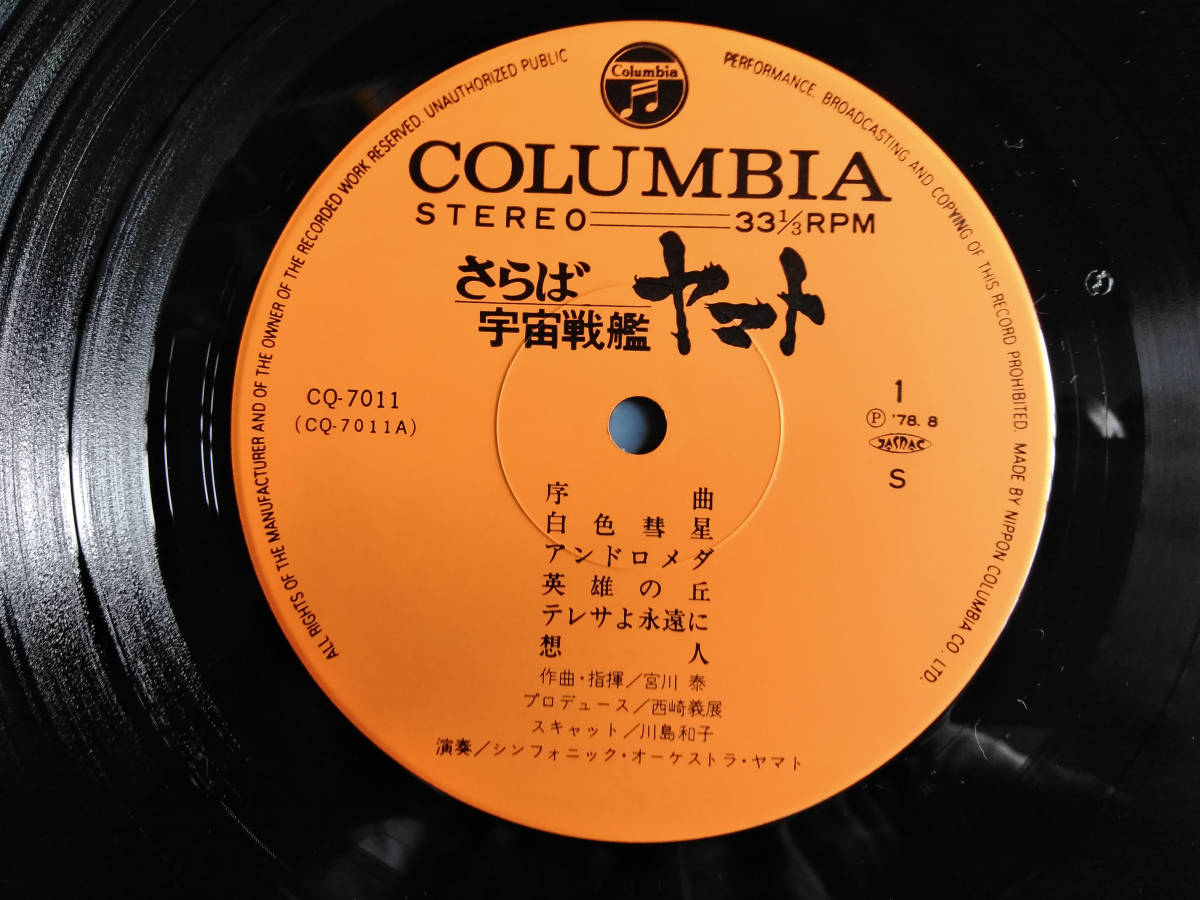 Columbia
ALL RIGHTS OF THE MANUFACTURER AND OF THE OWNER OF THE RECORDED WORK RESERVED. UNAUTHORIZED PUBLIC PERFORMANCE. BROADCASTING AND COPYING OF THIS RECORD PROHIBITED. MADE BY NIPPON COLUMBIA CO., LTD.
COLUMBIA
STEREO 33 1/3 RPM
さらば
宇宙戦艦 ヤマト
CQ-7011
(CQ-7011A)
1
Ⓟ '78. 8
JASRAC
S
序曲
白色彗星
アンドロメダ
英雄の丘
テレサよ永遠に
想人
作曲・指揮/宮川 泰
プロデュース/西崎義展
スキャット/川島和子
演奏/シンフォニック・オーケストラ・ヤマト